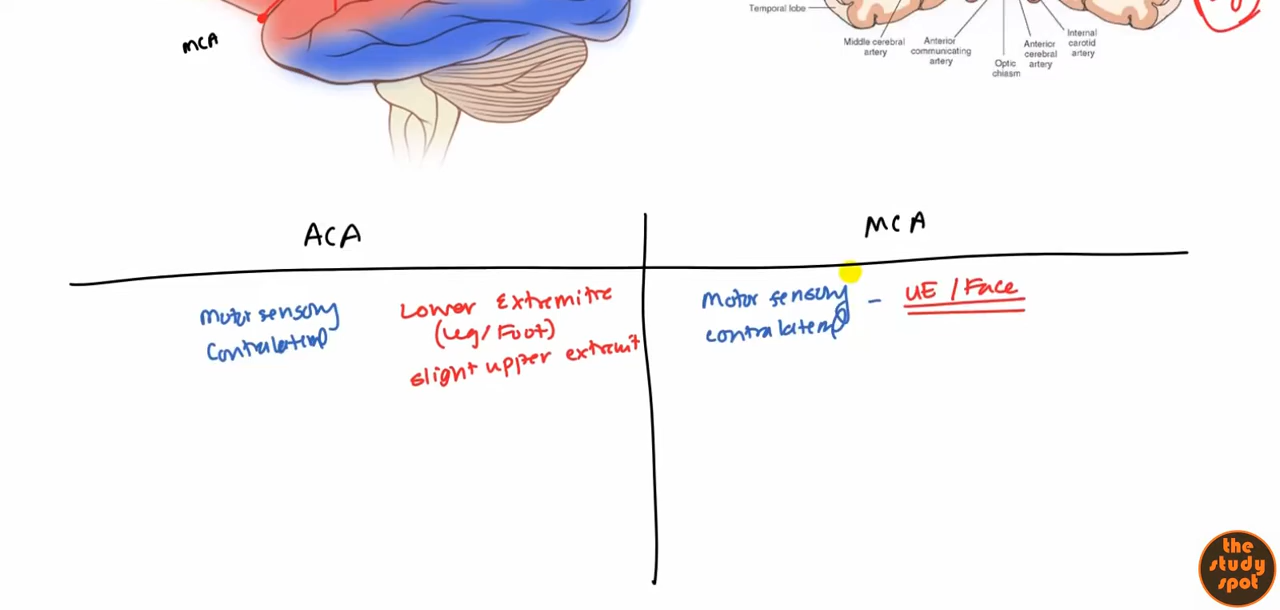 MCA
Temporal lobe
Middle cerebral
artery
Anterior
communicating
artery
Optic
chiasm
Anterior
cerebral
artery
Internal
carotid
artery
ACA
MCA
Motor sensory
Contralateral
Lower Extremitie
(Leg/Foot)
slight upper extremit
Motor sensory - UE / Face
contralateral
the
study
spot